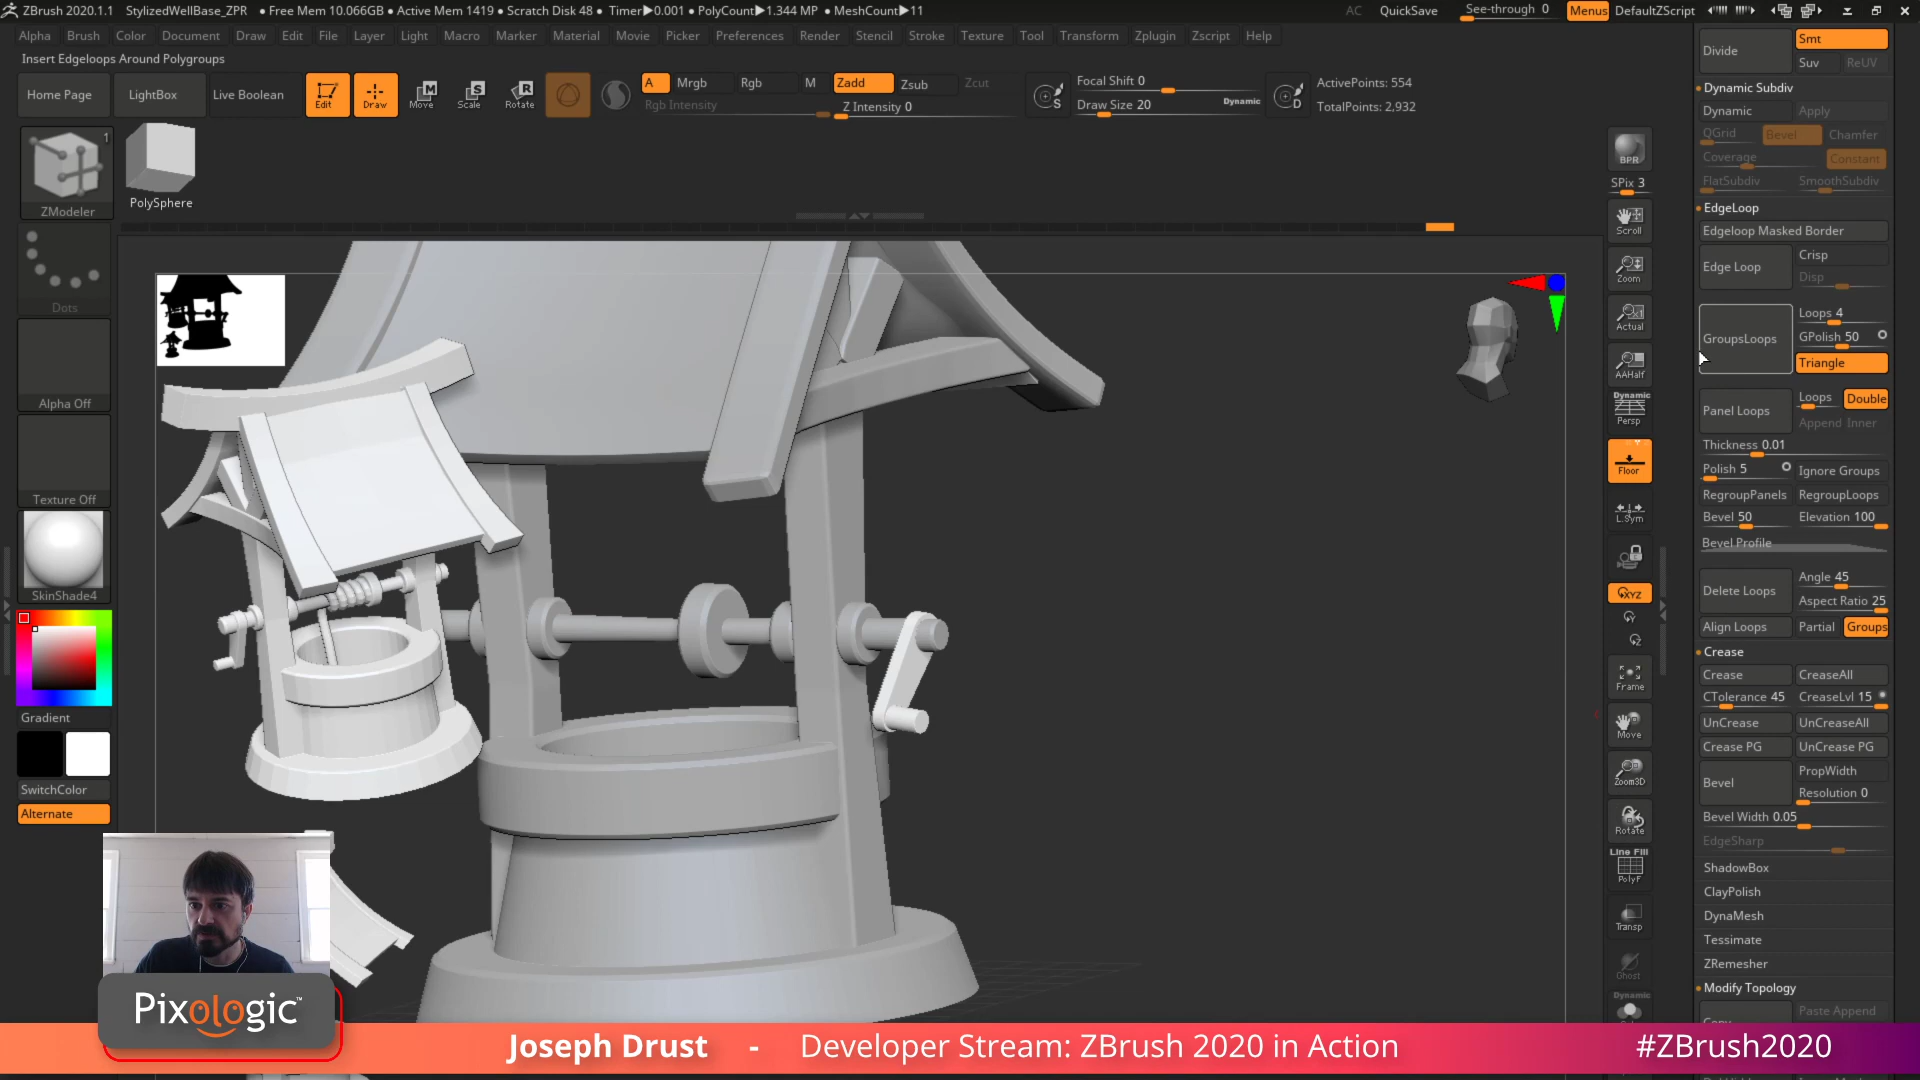 ZBrush 2020.1.1 StylizedWellBase_ZPR • Free Mem 10.066GB • Active Mem 1419 • Scratch Disk 48 • Timer▶0.001 • PolyCount▶1.344 MP • MeshCount▶11 AC QuickSave See-through 0 Menus DefaultZScript
Alpha Brush Color Document Draw Edit File Layer Light Macro Marker Material Movie Picker Preferences Render Stencil Stroke Texture Tool Transform Zplugin Zscript Help
Insert Edgeloops Around Polygroups
Home Page LightBox Live Boolean Edit Draw Move Scale Rotate
A Mrgb Rgb M Zadd Zsub Zcut
Rgb Intensity Z Intensity 0
Focal Shift 0
Draw Size 20 Dynamic
ActivePoints: 554
TotalPoints: 2,932
1
ZModeler
PolySphere
Dots
Alpha Off
Texture Off
SkinShade4
Gradient
SwitchColor
Alternate
BPR
SPix 3
Scroll
Zoom
Actual
AAHalf
Dynamic
Persp
Floor
L.Sym
XYZ
Frame
Move
Zoom3D
Rotate
Line Fill
PolyF
Transp
Ghost
Dynamic
Divide Smt
Suv ReUV
Dynamic Subdiv
Dynamic Apply
QGrid Bevel Chamfer
Coverage Constant
FlatSubdiv SmoothSubdiv
EdgeLoop
Edgeloop Masked Border
Edge Loop Crisp
Disp
GroupsLoops Loops 4
GPolish 50
Triangle
Panel Loops Loops Double
Append Inner
Thickness 0.01
Polish 5 Ignore Groups
RegroupPanels RegroupLoops
Bevel 50 Elevation 100
Bevel Profile
Delete Loops Angle 45
Aspect Ratio 25
Align Loops Partial Groups
Crease
Crease CreaseAll
CTolerance 45 CreaseLvl 15
UnCrease UnCreaseAll
Crease PG UnCrease PG
Bevel PropWidth
Resolution 0
Bevel Width 0.05
EdgeSharp
ShadowBox
ClayPolish
DynaMesh
Tessimate
ZRemesher
Modify Topology
Paste Append
Pixologic™
Joseph Drust - Developer Stream: ZBrush 2020 in Action #ZBrush2020